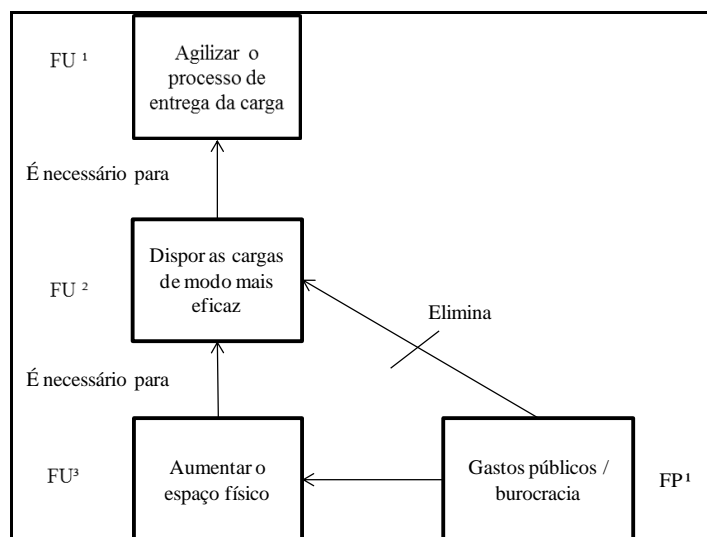 FU ¹
Agilizar o
processo de
entrega da carga
É necessário para
FU ²
Dispor as cargas
de modo mais
eficaz
Elimina
É necessário para
FU³
Aumentar o
espaço físico
Gastos públicos /
burocracia
FP¹